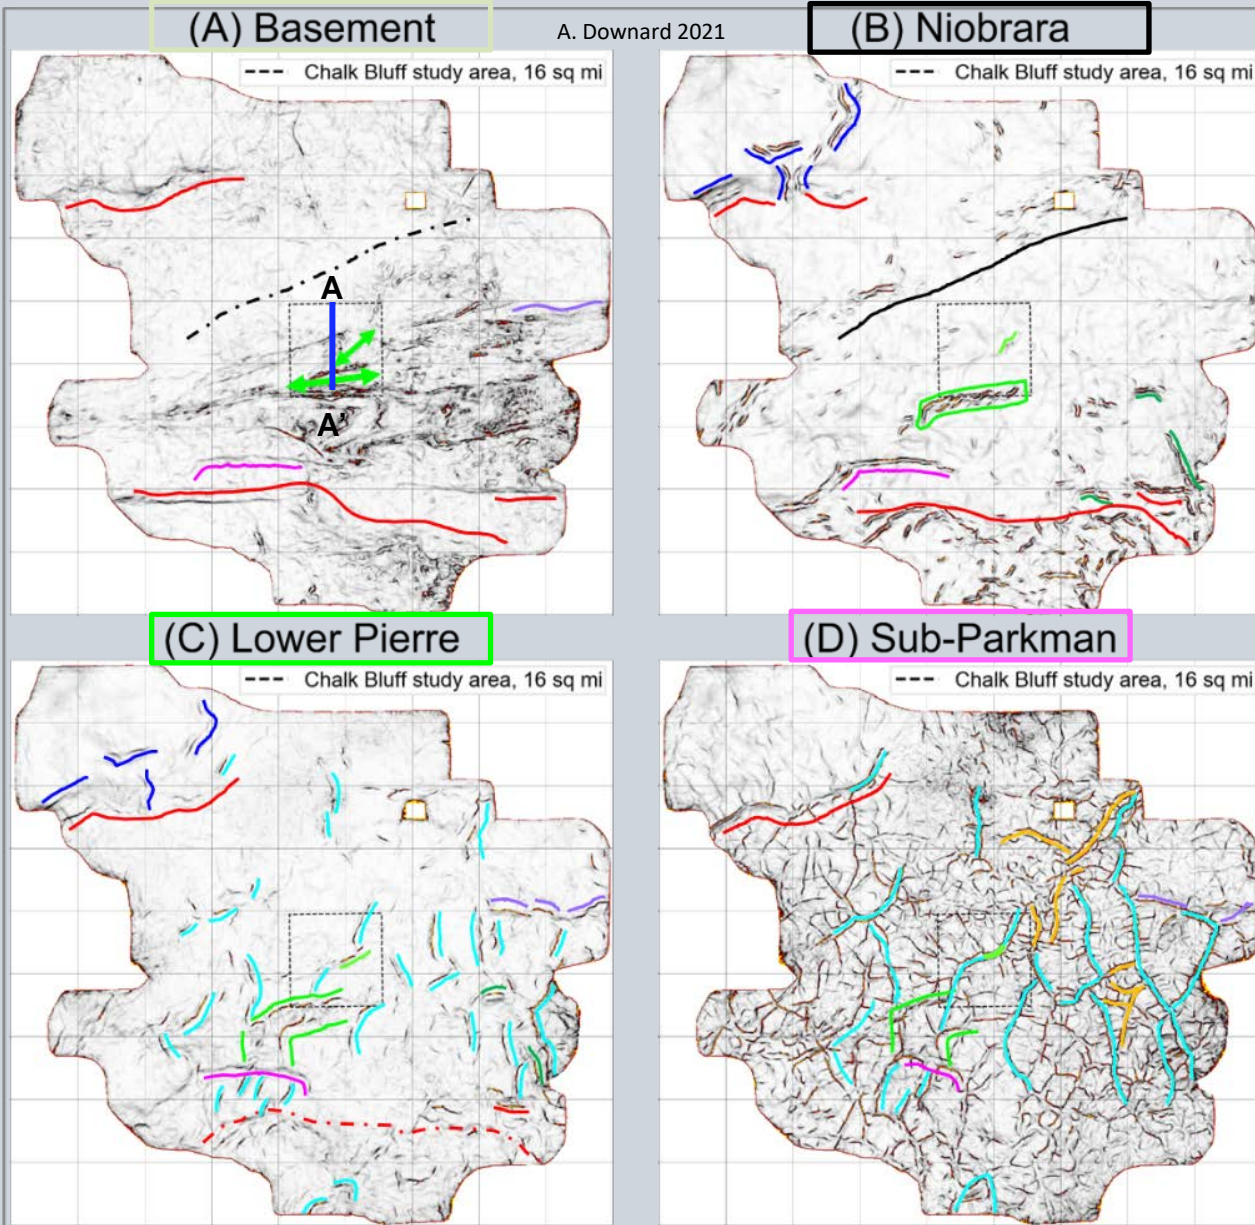 (A) Basement
A. Downard 2021
(B) Niobrara
Chalk Bluff study area, 16 sq mi
Chalk Bluff study area, 16 sq mi
A
A'
(C) Lower Pierre
(D) Sub-Parkman
Chalk Bluff study area, 16 sq mi
Chalk Bluff study area, 16 sq mi